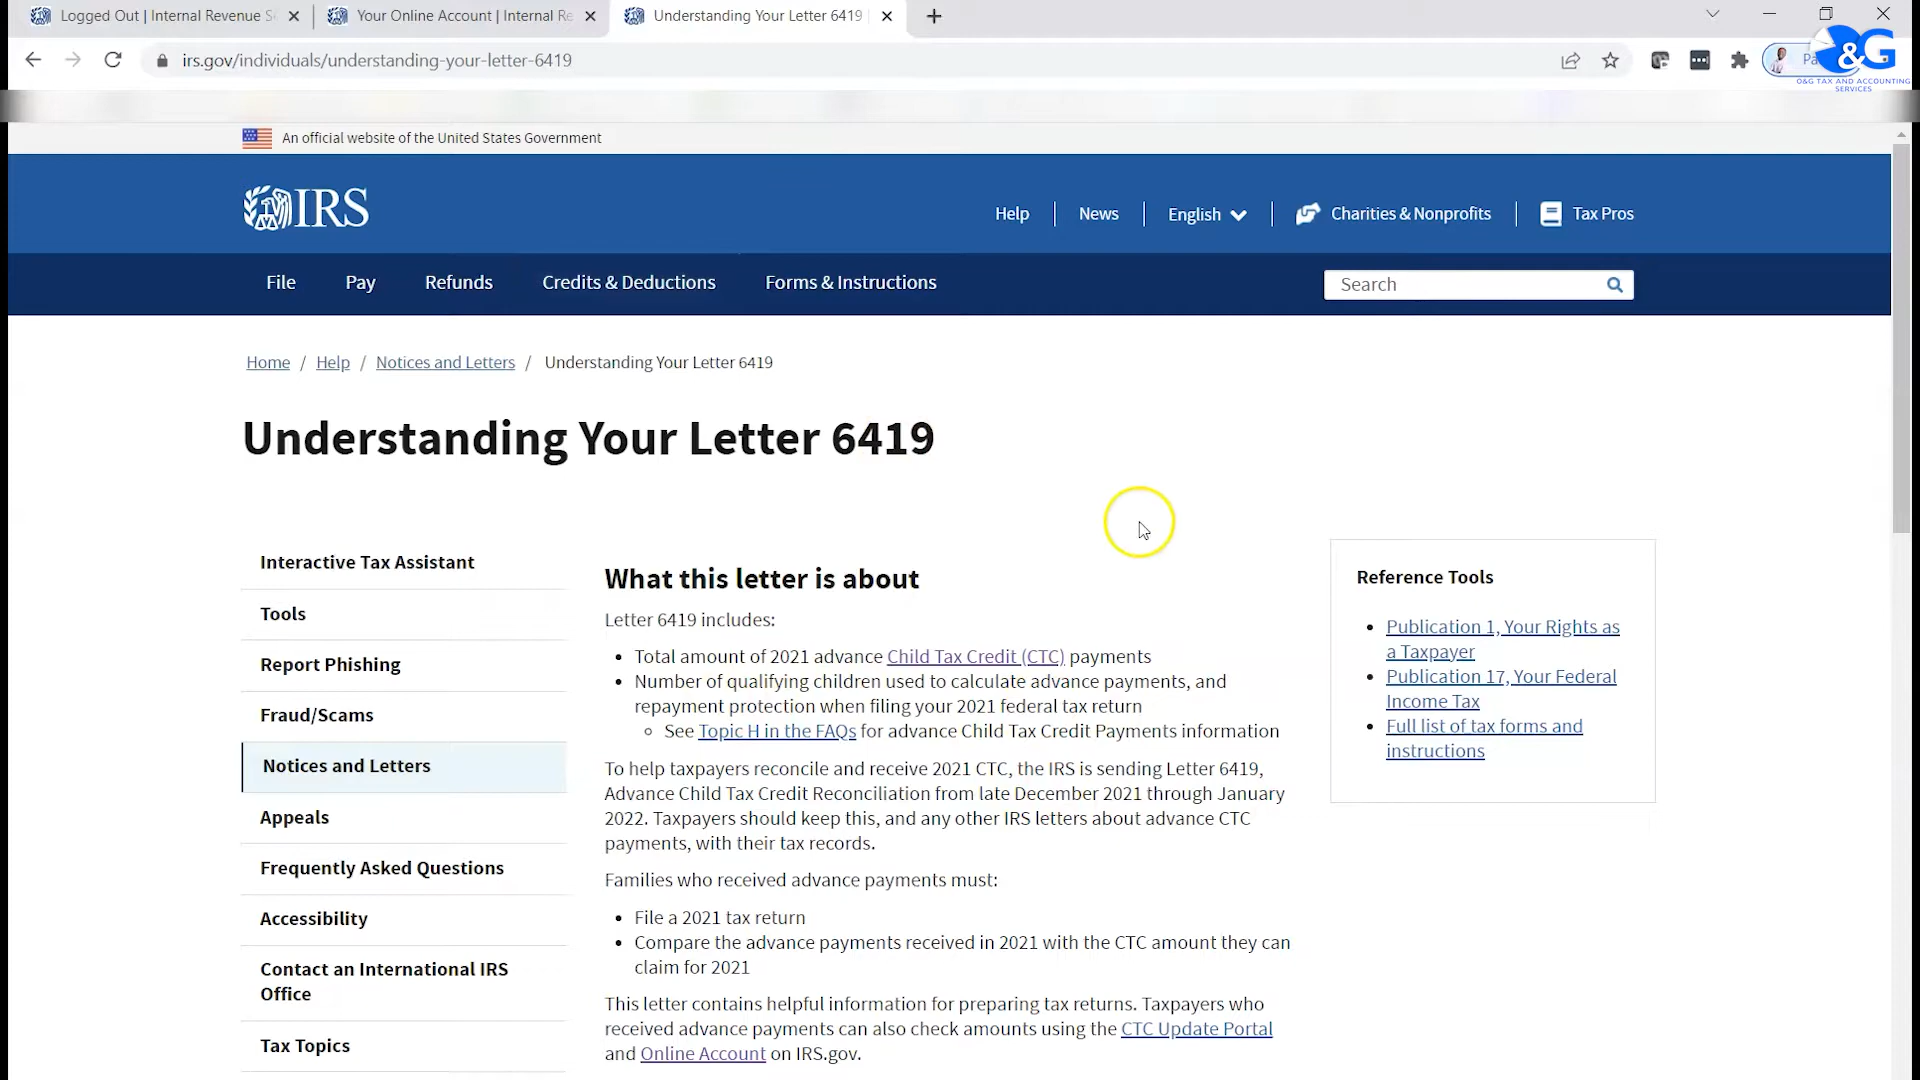 Logged Out | Internal Revenue S
Your Online Account | Internal Re
Understanding Your Letter 6419
irs.gov/individuals/understanding-your-letter-6419
&G
O&G TAX AND ACCOUNTING
SERVICES
An official website of the United States Government
IRS
Help
News
English
Charities & Nonprofits
Tax Pros
File
Pay
Refunds
Credits & Deductions
Forms & Instructions
Search
Home / Help / Notices and Letters / Understanding Your Letter 6419
Understanding Your Letter 6419
Interactive Tax Assistant
Tools
Report Phishing
Fraud/Scams
Notices and Letters
Appeals
Frequently Asked Questions
Accessibility
Contact an International IRS
Office
Tax Topics
What this letter is about
Letter 6419 includes:
• Total amount of 2021 advance Child Tax Credit (CTC) payments
• Number of qualifying children used to calculate advance payments, and
repayment protection when filing your 2021 federal tax return
◦ See Topic H in the FAQs for advance Child Tax Credit Payments information
To help taxpayers reconcile and receive 2021 CTC, the IRS is sending Letter 6419,
Advance Child Tax Credit Reconciliation from late December 2021 through January
2022. Taxpayers should keep this, and any other IRS letters about advance CTC
payments, with their tax records.
Families who received advance payments must:
• File a 2021 tax return
• Compare the advance payments received in 2021 with the CTC amount they can
claim for 2021
This letter contains helpful information for preparing tax returns. Taxpayers who
received advance payments can also check amounts using the CTC Update Portal
and Online Account on IRS.gov.
Reference Tools
• Publication 1, Your Rights as
a Taxpayer
• Publication 17, Your Federal
Income Tax
• Full list of tax forms and
instructions